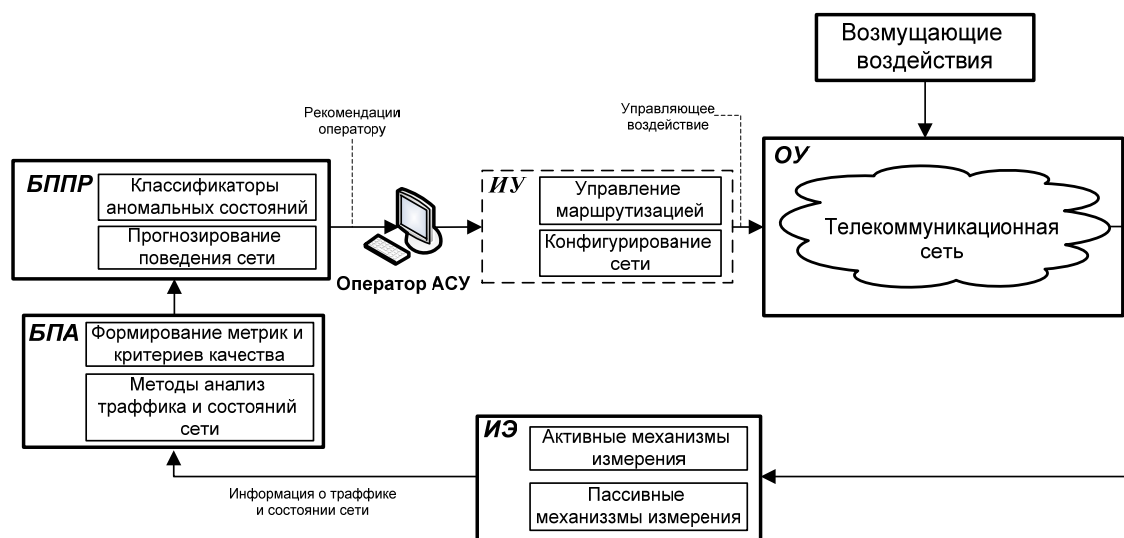 Возмущающие
воздействия
Рекомендации
оператору
Управляющее
воздействие
БППР
Классификаторы
аномальных состояний
Прогнозирование
поведения сети
Оператор АСУ
ИУ
Управление
маршрутизацией
Конфигурирование
сети
ОУ
Телекоммуникационная
сеть
БПА
Формирование метрик и
критериев качества
Методы анализ
траффика и состояний
сети
Информация о траффике
и состоянии сети
ИЭ
Активные механизмы
измерения
Пассивные
механиззмы измерения